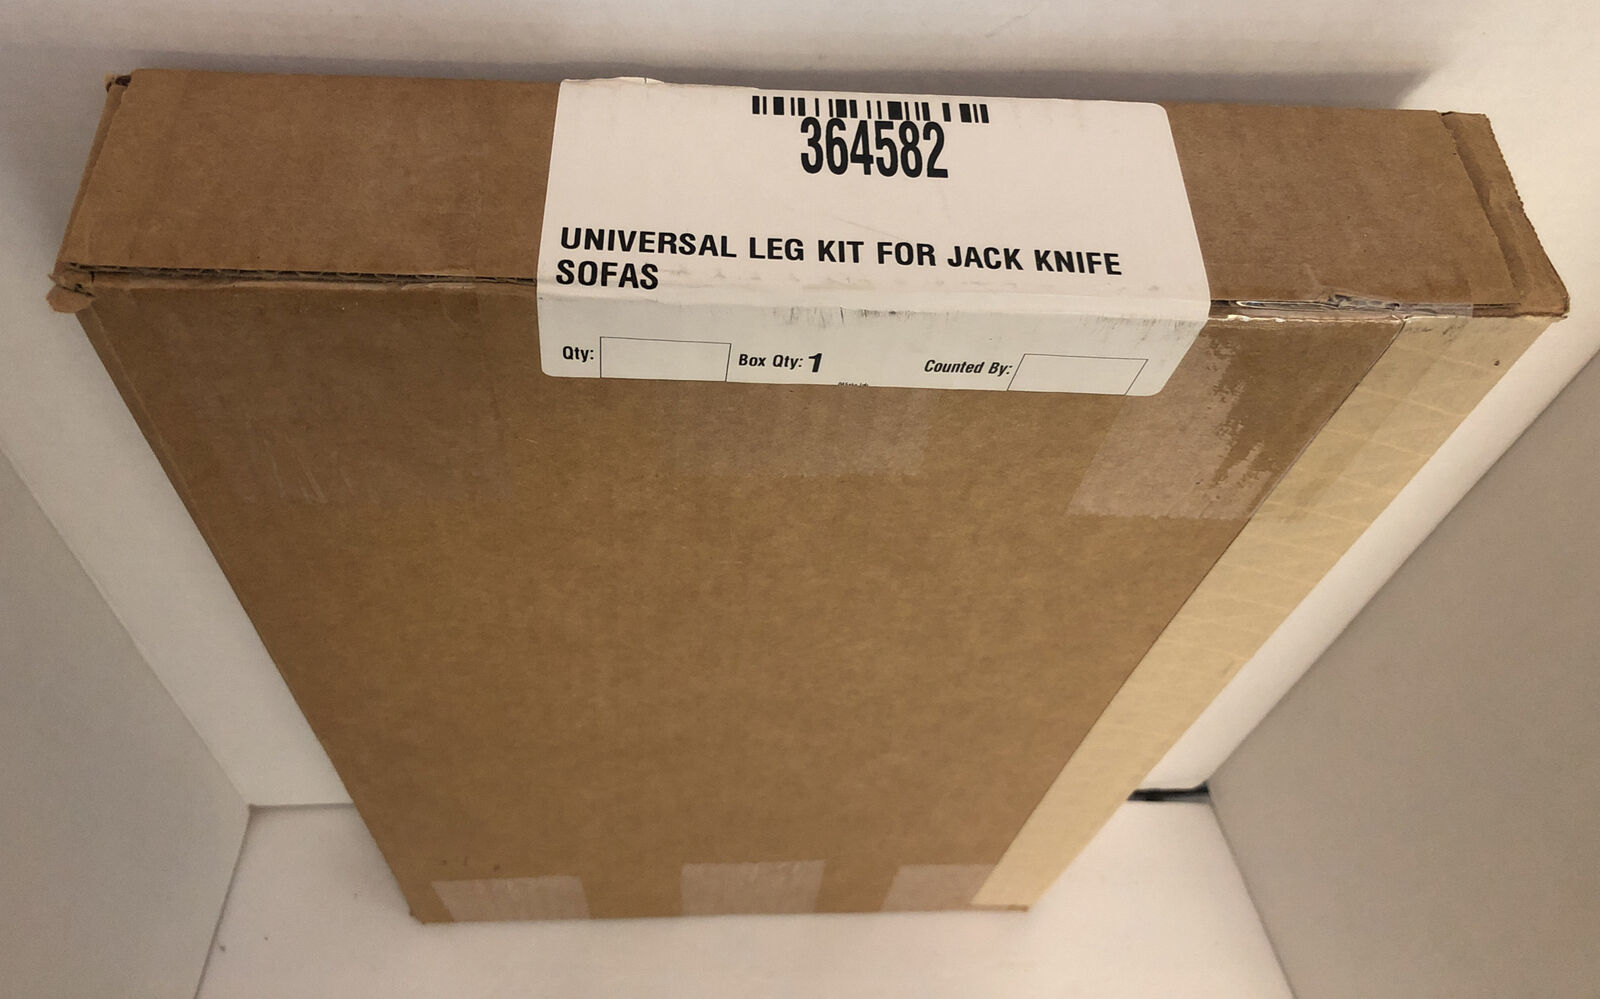 364582
UNIVERSAL LEG KIT FOR JACK KNIFE
SOFAS
Qty: Box Qty: 1 Counted By: